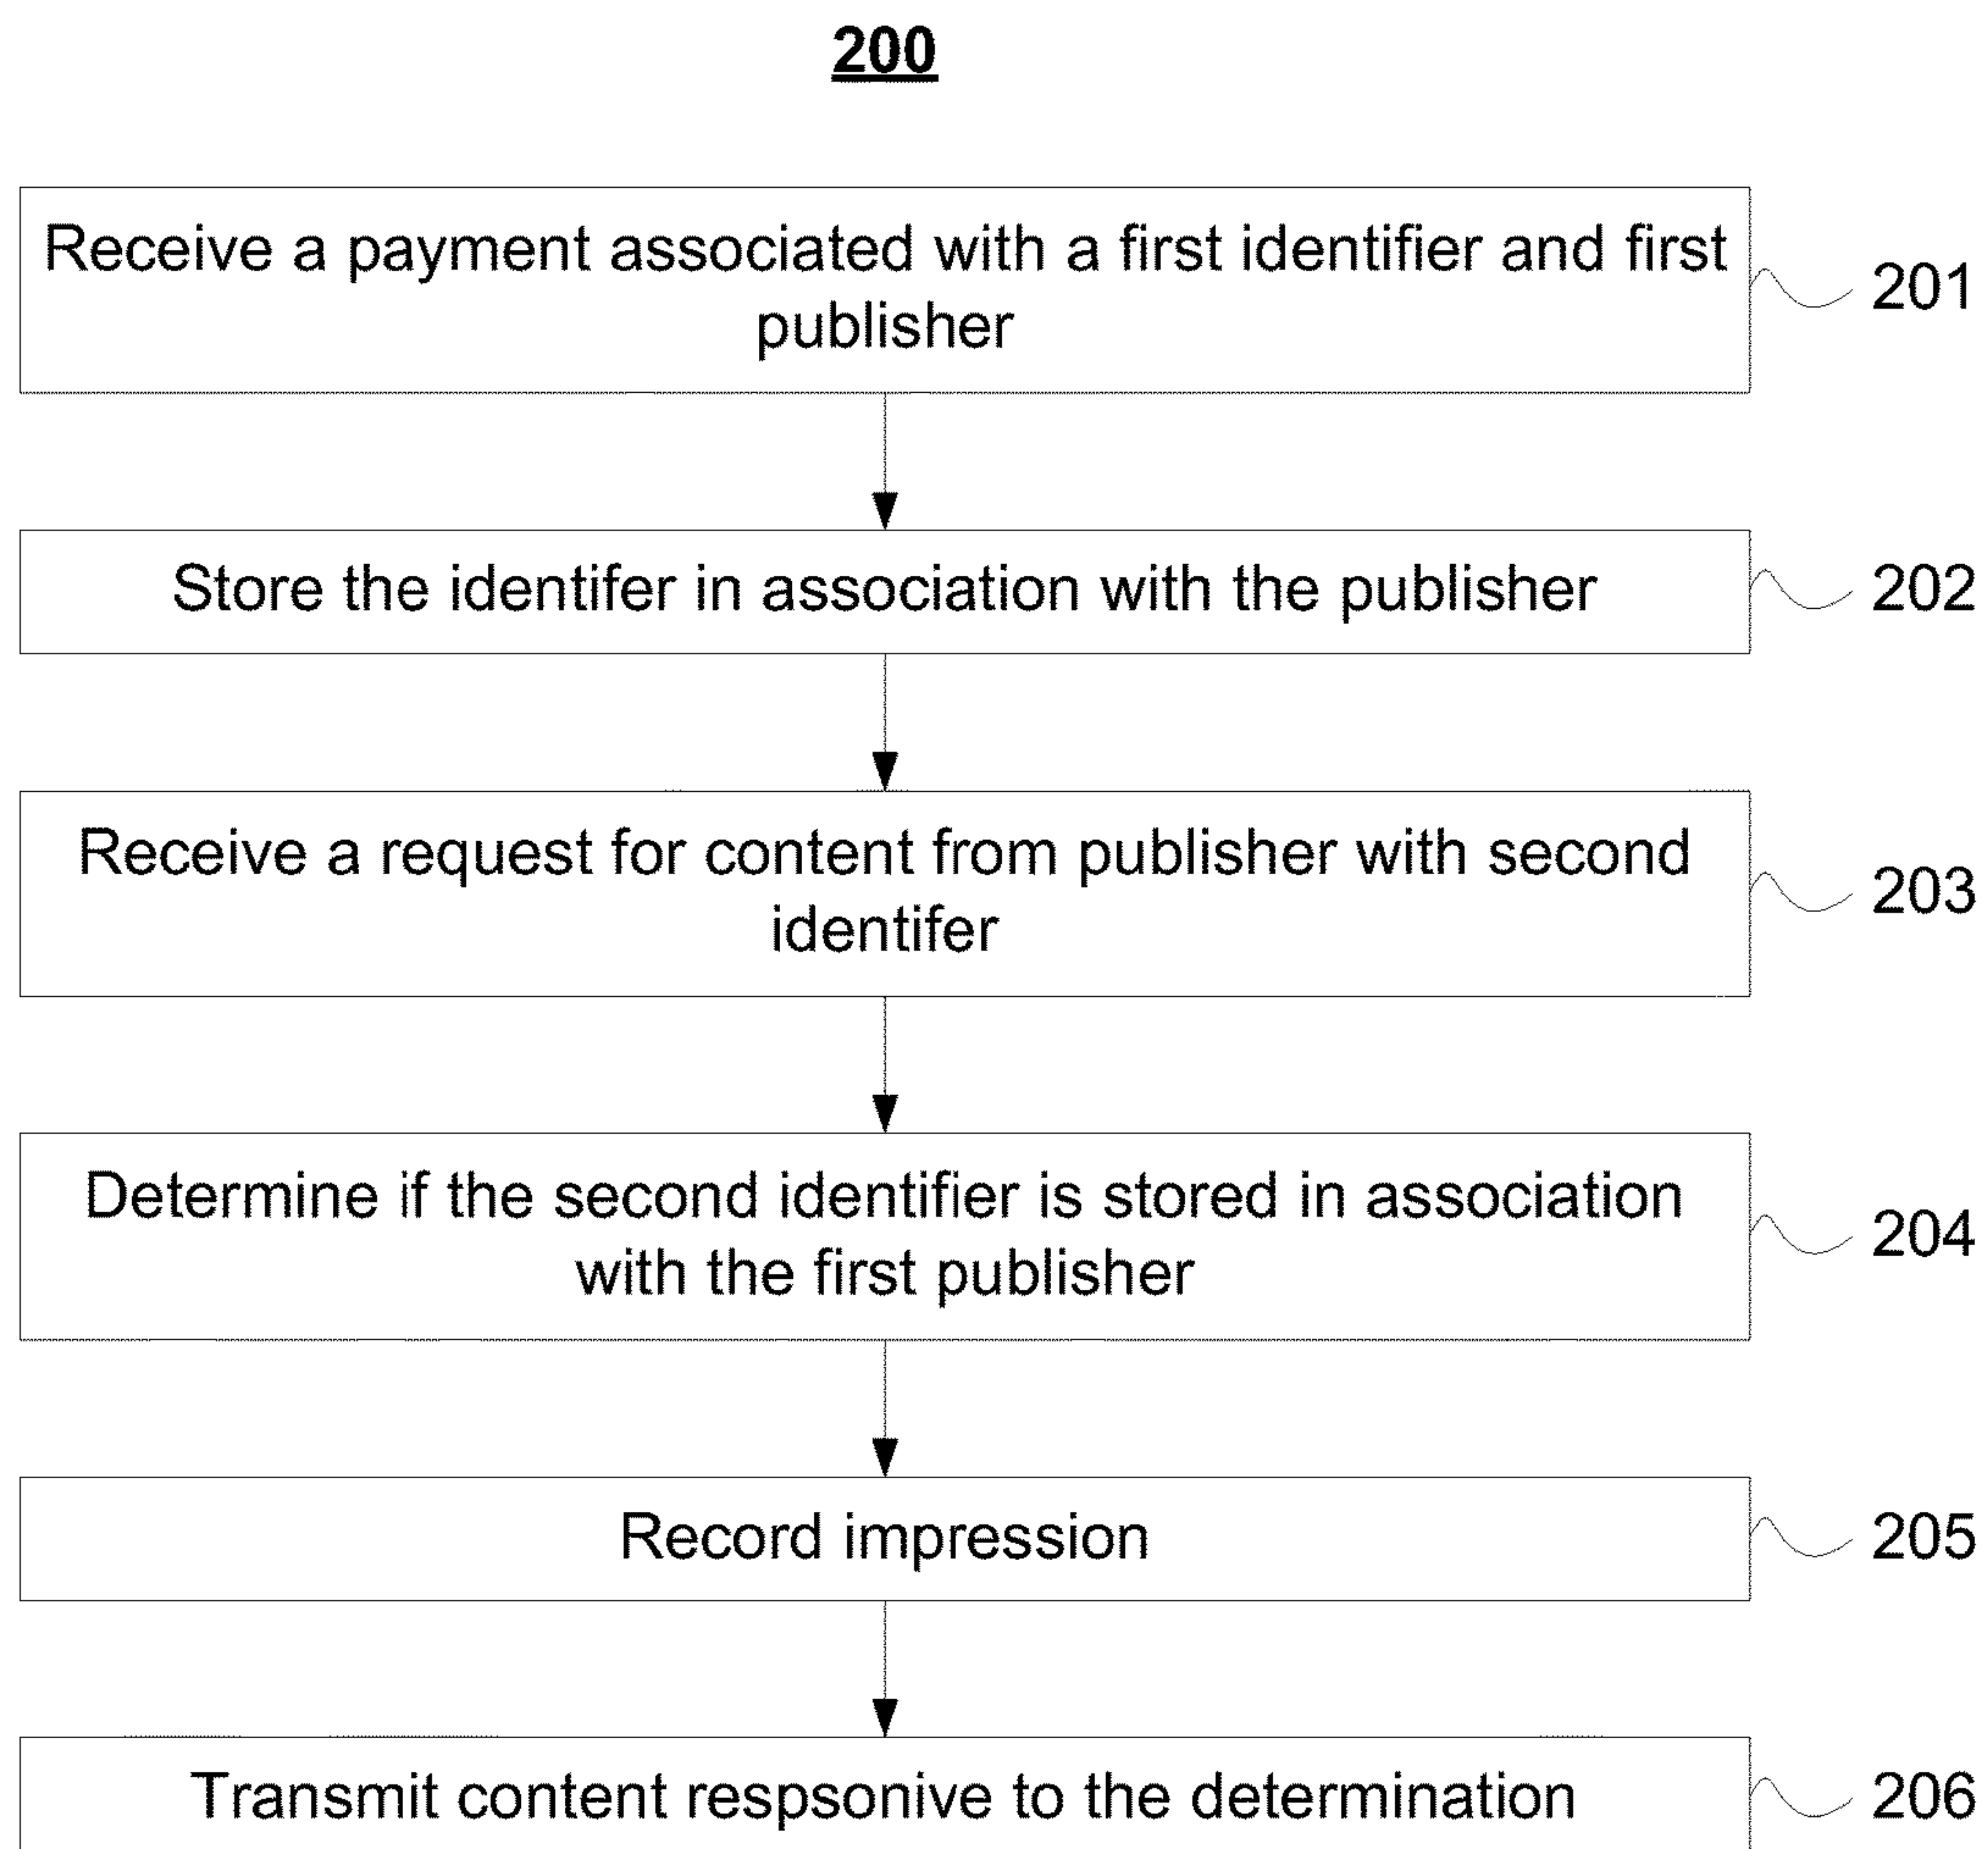 200
Receive a payment associated with a first identifier and first
publisher
201
Store the identifer in association with the publisher
202
Receive a request for content from publisher with second
identifer
203
Determine if the second identifier is stored in association
with the first publisher
204
Record impression
205
Transmit content respsonive to the determination
206